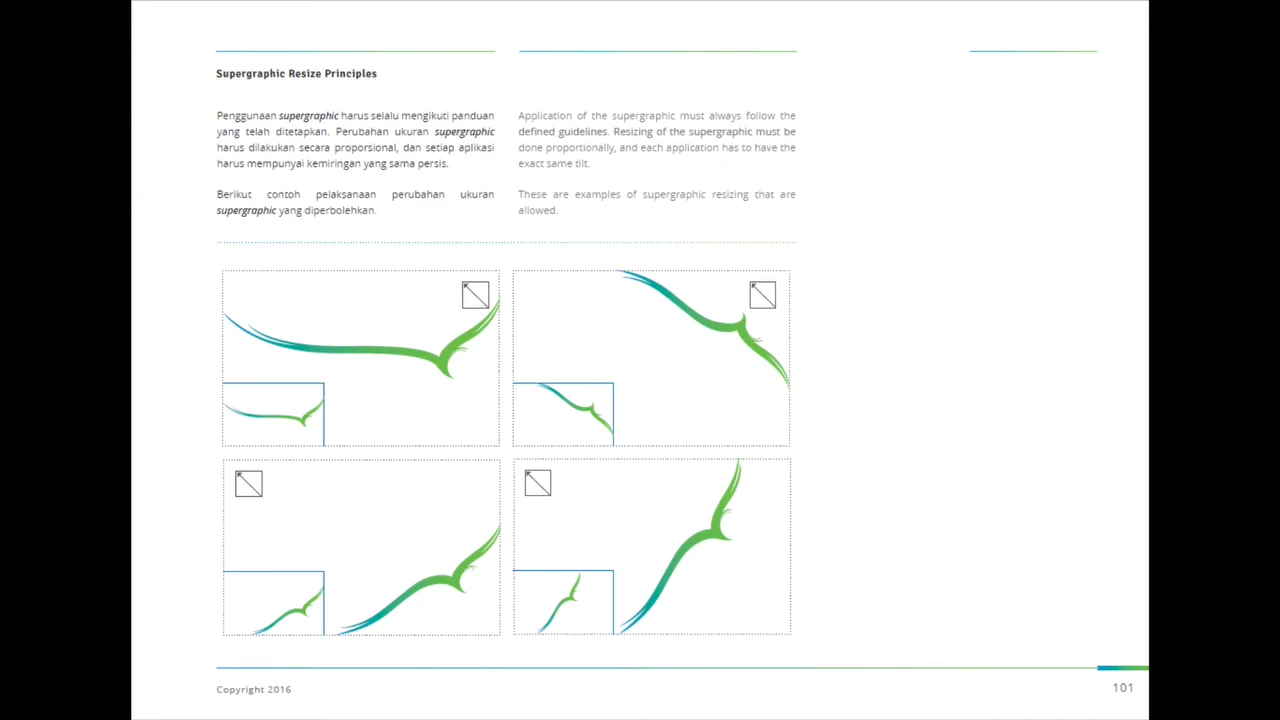 Supergraphic Resize Principles
Penggunaan supergraphic harus selalu mengikuti panduan
yang telah ditetapkan. Perubahan ukuran supergraphic
harus dilakukan secara proporsional, dan setiap aplikasi
harus mempunyai kemiringan yang sama persis.
Berikut contoh pelaksanaan perubahan ukuran
supergraphic yang diperbolehkan.
Application of the supergraphic must always follow the
defined guidelines. Resizing of the supergraphic must be
done proportionally, and each application has to have the
exact same tilt.
These are examples of supergraphic resizing that are
allowed.
Copyright 2016
101